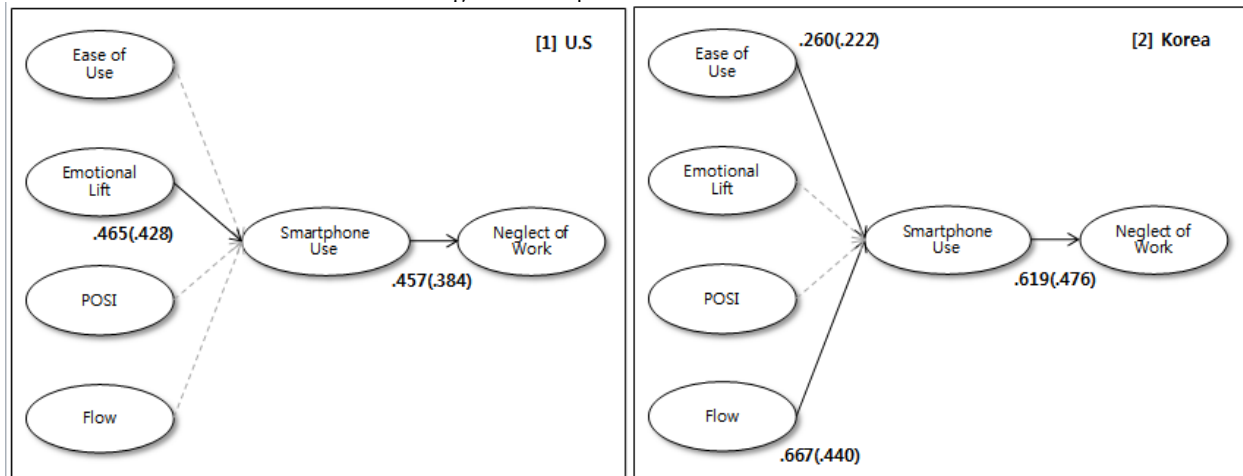 [1] U.S
Ease of
Use
Emotional
Lift
.465(.428)
Smartphone
Use
Neglect of
Work
.457(.384)
POSI
Flow
[2] Korea
.260(.222)
Ease of
Use
Emotional
Lift
Smartphone
Use
Neglect of
Work
.619(.476)
POSI
Flow
.667(.440)